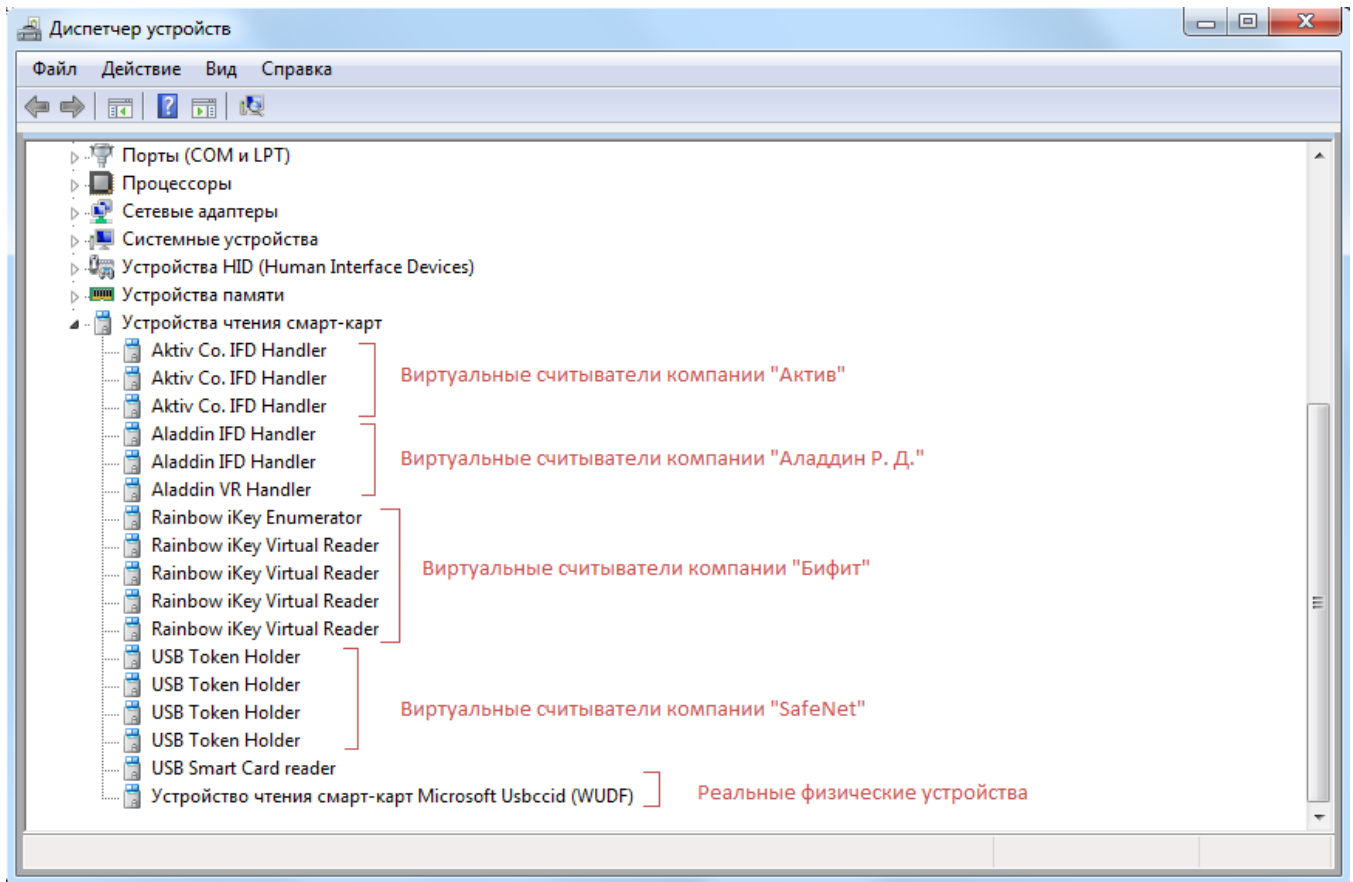 Диспетчер устройств
Файл Действие Вид Справка
Порты (COM и LPT)
Процессоры
Сетевые адаптеры
Системные устройства
Устройства HID (Human Interface Devices)
Устройства памяти
Устройства чтения смарт-карт
Aktiv Co. IFD Handler
Aktiv Co. IFD Handler
Виртуальные считыватели компании "Актив"
Aktiv Co. IFD Handler
Aladdin IFD Handler
Aladdin IFD Handler
Виртуальные считыватели компании "Аладдин Р. Д."
Aladdin VR Handler
Rainbow iKey Enumerator
Rainbow iKey Virtual Reader
Rainbow iKey Virtual Reader
Виртуальные считыватели компании "Бифит"
Rainbow iKey Virtual Reader
Rainbow iKey Virtual Reader
USB Token Holder
USB Token Holder
USB Token Holder
Виртуальные считыватели компании "SafeNet"
USB Token Holder
USB Smart Card reader
Устройство чтения смарт-карт Microsoft Usbccid (WUDF)
Реальные физические устройства